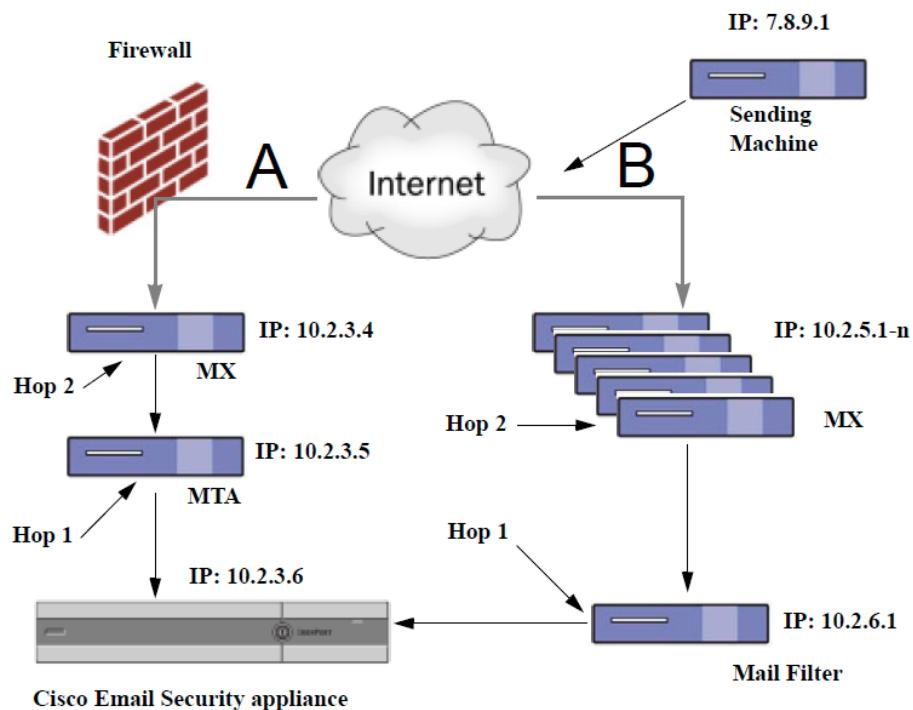 IP: 7.8.9.1
Firewall
Sending
Machine
A
Internet
B
IP: 10.2.3.4
MX
Hop 2
IP: 10.2.5.1-n
MX
Hop 2
IP: 10.2.3.5
MTA
Hop 1
Hop 1
IP: 10.2.3.6
IP: 10.2.6.1
Mail Filter
Cisco Email Security appliance